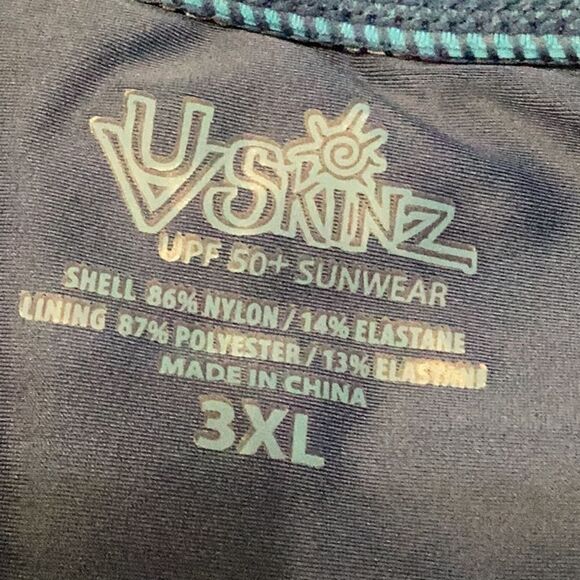 UV SKINZ
UPF 50+ SUNWEAR
SHELL 86% NYLON / 14% ELASTANE
LINING 87% POLYESTER / 13% ELASTANE
MADE IN CHINA
3XL